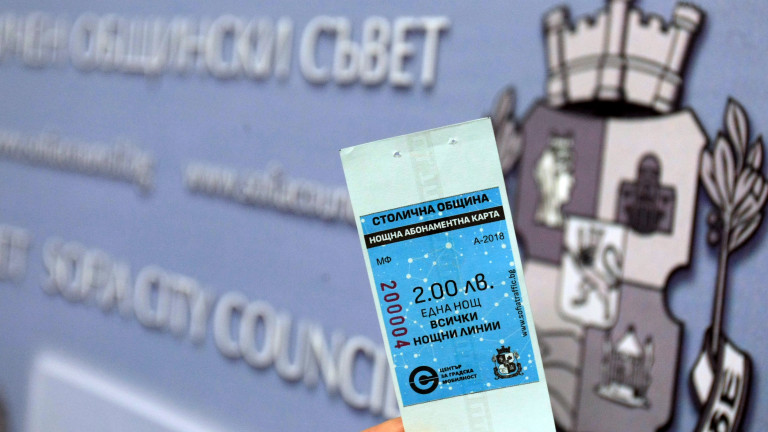 ОБЩИНСКИ СЪВЕТ
SOFIA CITY COUNCIL
СТОЛИЧНА ОБЩИНА
НОЩНА АБОНАМЕНТНА КАРТА
МФ А-2018
200004
2.00 лв.
ЕДНА НОЩ
ВСИЧКИ
НОЩНИ ЛИНИИ
www.sofiatraffic.bg
ЦЕНТЪР
ЗА ГРАДСКА
МОБИЛНОСТ